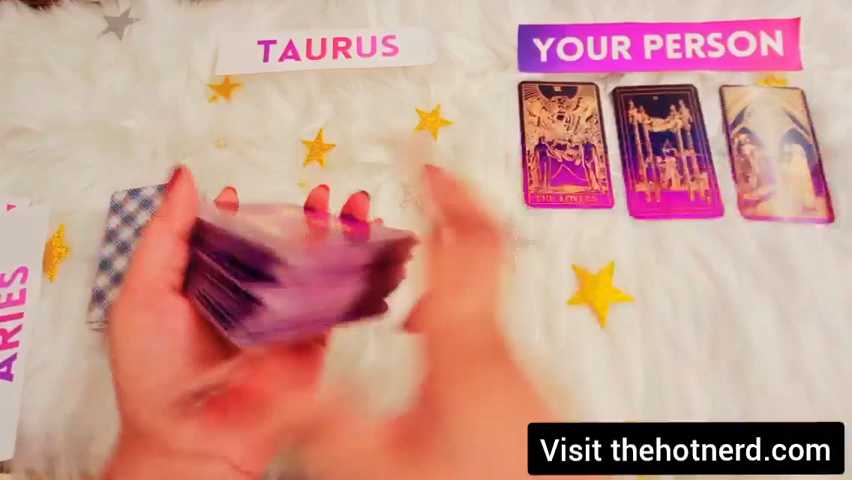 TAURUS
YOUR PERSON
THE LOVERS
ARIES
Visit thehotnerd.com